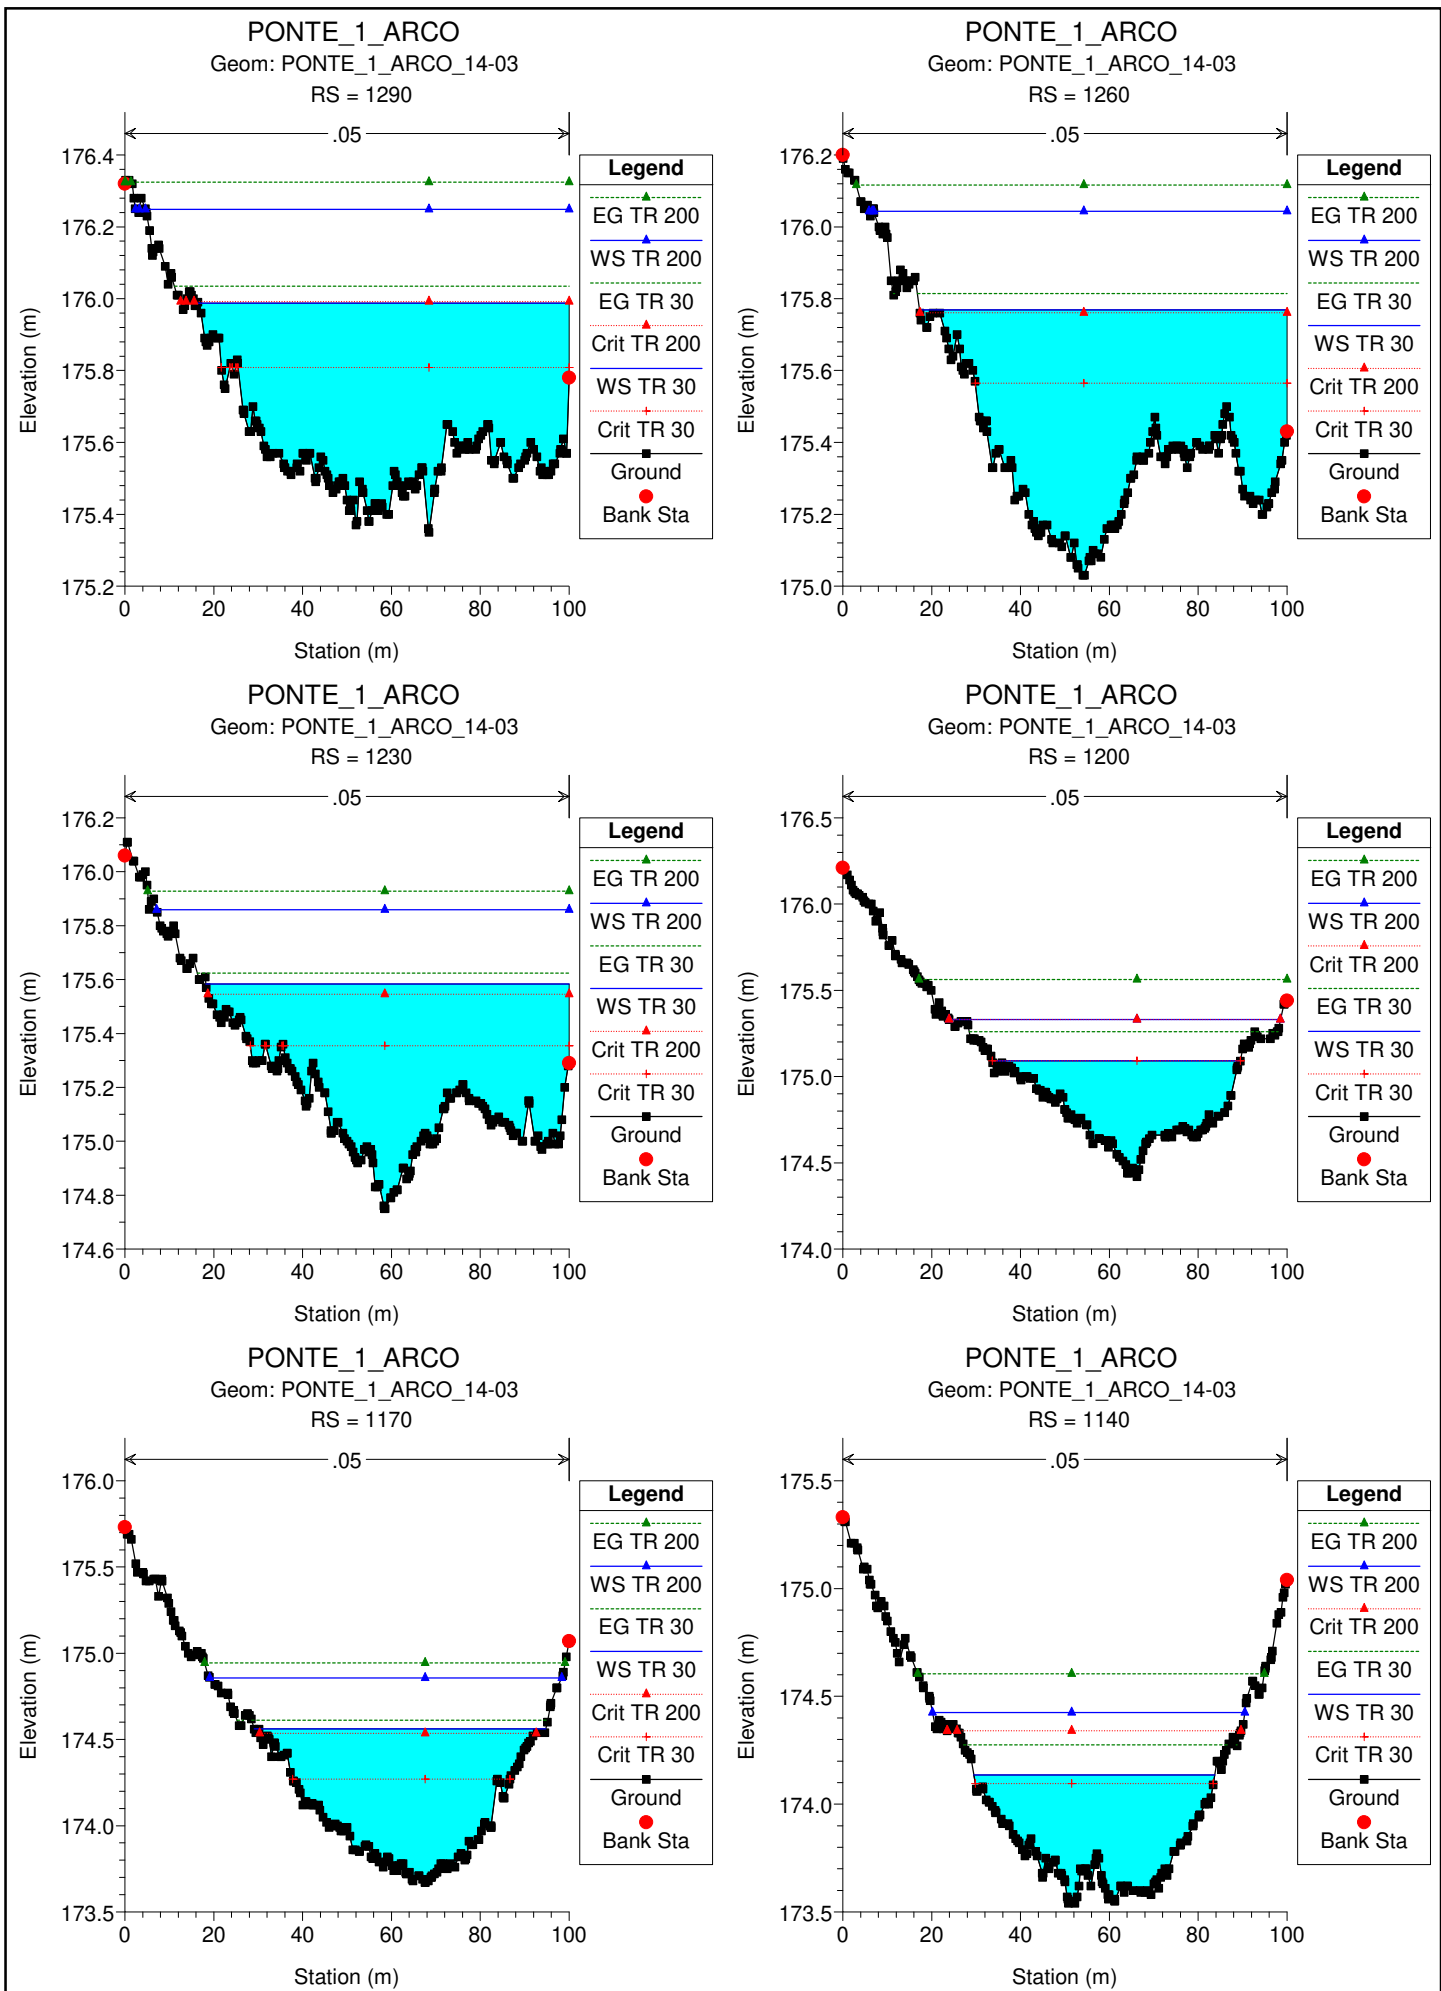 PONTE_1_ARCO
Geom: PONTE_1_ARCO_14-03
RS = 1290
.05
176.4
176.2
176.0
175.8
175.6
175.4
175.2
Elevation (m)
0 20 40 60 80 100
Station (m)
Legend
EG TR 200
WS TR 200
EG TR 30
Crit TR 200
WS TR 30
Crit TR 30
Ground
Bank Sta
PONTE_1_ARCO
Geom: PONTE_1_ARCO_14-03
RS = 1260
.05
176.2
176.0
175.8
175.6
175.4
175.2
175.0
Elevation (m)
0 20 40 60 80 100
Station (m)
Legend
EG TR 200
WS TR 200
EG TR 30
WS TR 30
Crit TR 200
Crit TR 30
Ground
Bank Sta
PONTE_1_ARCO
Geom: PONTE_1_ARCO_14-03
RS = 1230
.05
176.2
176.0
175.8
175.6
175.4
175.2
175.0
174.8
174.6
Elevation (m)
0 20 40 60 80 100
Station (m)
Legend
EG TR 200
WS TR 200
EG TR 30
WS TR 30
Crit TR 200
Crit TR 30
Ground
Bank Sta
PONTE_1_ARCO
Geom: PONTE_1_ARCO_14-03
RS = 1200
.05
176.5
176.0
175.5
175.0
174.5
174.0
Elevation (m)
0 20 40 60 80 100
Station (m)
Legend
EG TR 200
WS TR 200
Crit TR 200
EG TR 30
WS TR 30
Crit TR 30
Ground
Bank Sta
PONTE_1_ARCO
Geom: PONTE_1_ARCO_14-03
RS = 1170
.05
176.0
175.5
175.0
174.5
174.0
173.5
Elevation (m)
0 20 40 60 80 100
Station (m)
Legend
EG TR 200
WS TR 200
EG TR 30
WS TR 30
Crit TR 200
Crit TR 30
Ground
Bank Sta
PONTE_1_ARCO
Geom: PONTE_1_ARCO_14-03
RS = 1140
.05
175.5
175.0
174.5
174.0
173.5
Elevation (m)
0 20 40 60 80 100
Station (m)
Legend
EG TR 200
WS TR 200
Crit TR 200
EG TR 30
WS TR 30
Crit TR 30
Ground
Bank Sta